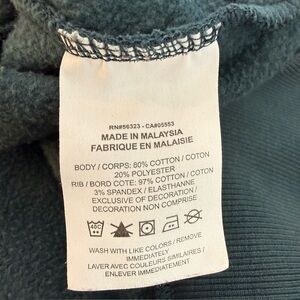 RN#56323 - CA#05553
MADE IN MALAYSIA
FABRIQUE EN MALAISIE
BODY / CORPS: 80% COTTON / COTON
20% POLYESTER
RIB / BORD COTE: 97% COTTON / COTON
3% SPANDEX / ELASTHANNE
EXCLUSIVE OF DECORATION /
DECORATION NON COMPRISE
40C
WASH WITH LIKE COLORS / REMOVE
IMMEDIATELY
LAVER AVEC COULEURS SIMILAIRES /
ENLEVER IMMEDIATEMENT